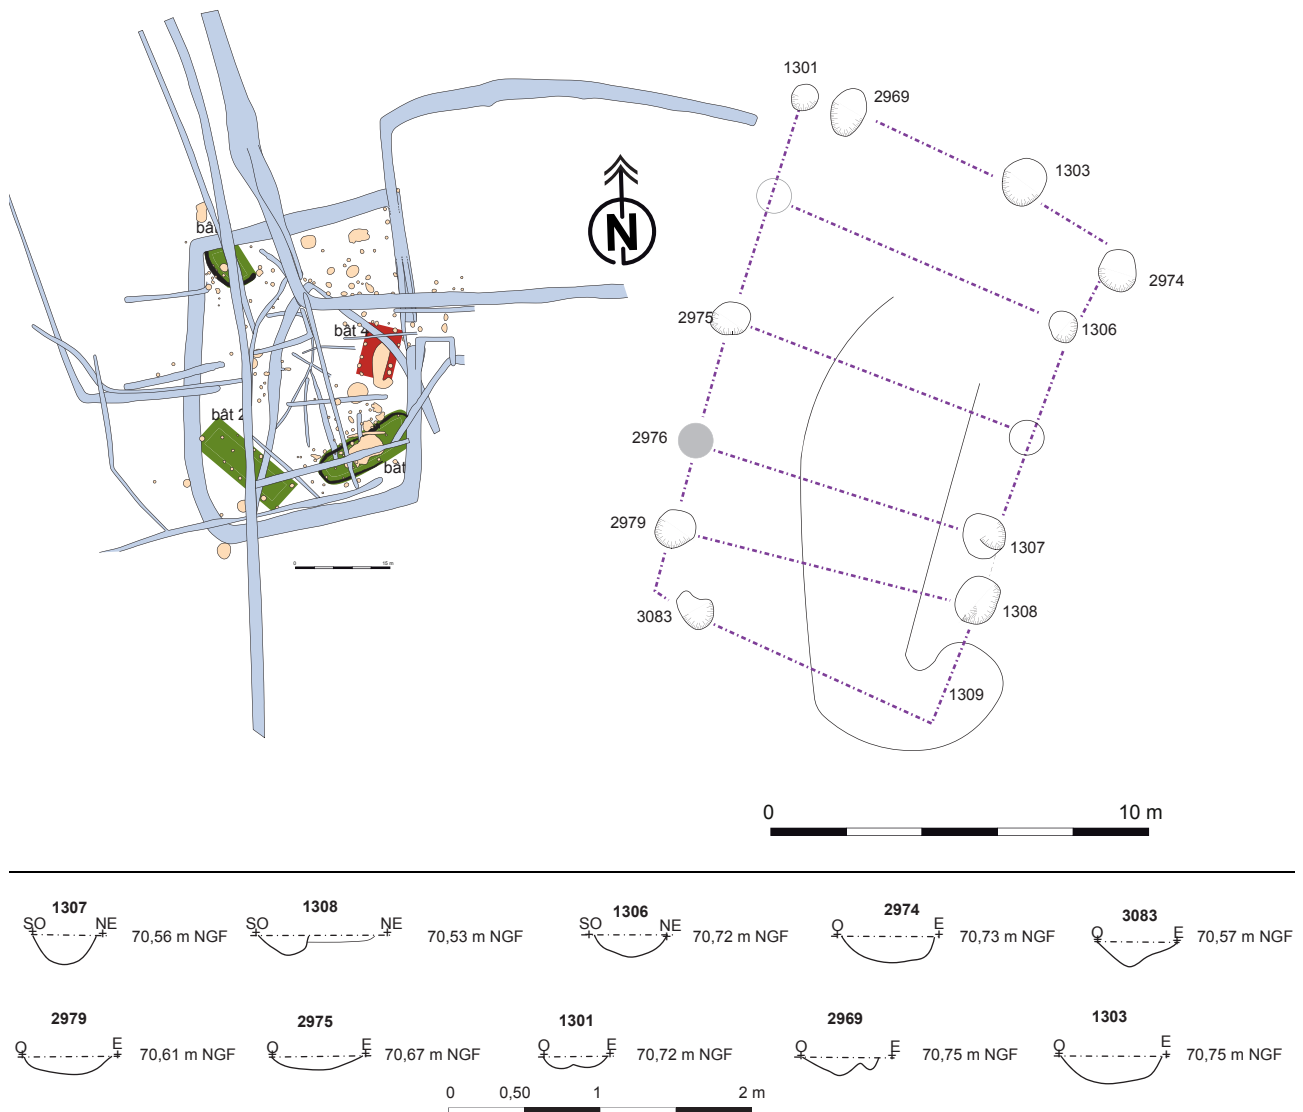 1301
2969
1303
2974
1306
2975
2976
2979
1307
1308
3083
1309
N
bâ
bât 4
bât 2
bât
0 15 m
0 10 m
1307
SO NE 70,56 m NGF
1308
SO NE 70,53 m NGF
1306
SO NE 70,72 m NGF
2974
O E 70,73 m NGF
3083
O E 70,57 m NGF
2979
O E 70,61 m NGF
2975
O E 70,67 m NGF
1301
O E 70,72 m NGF
2969
O E 70,75 m NGF
1303
O E 70,75 m NGF
0 0,50 1 2 m